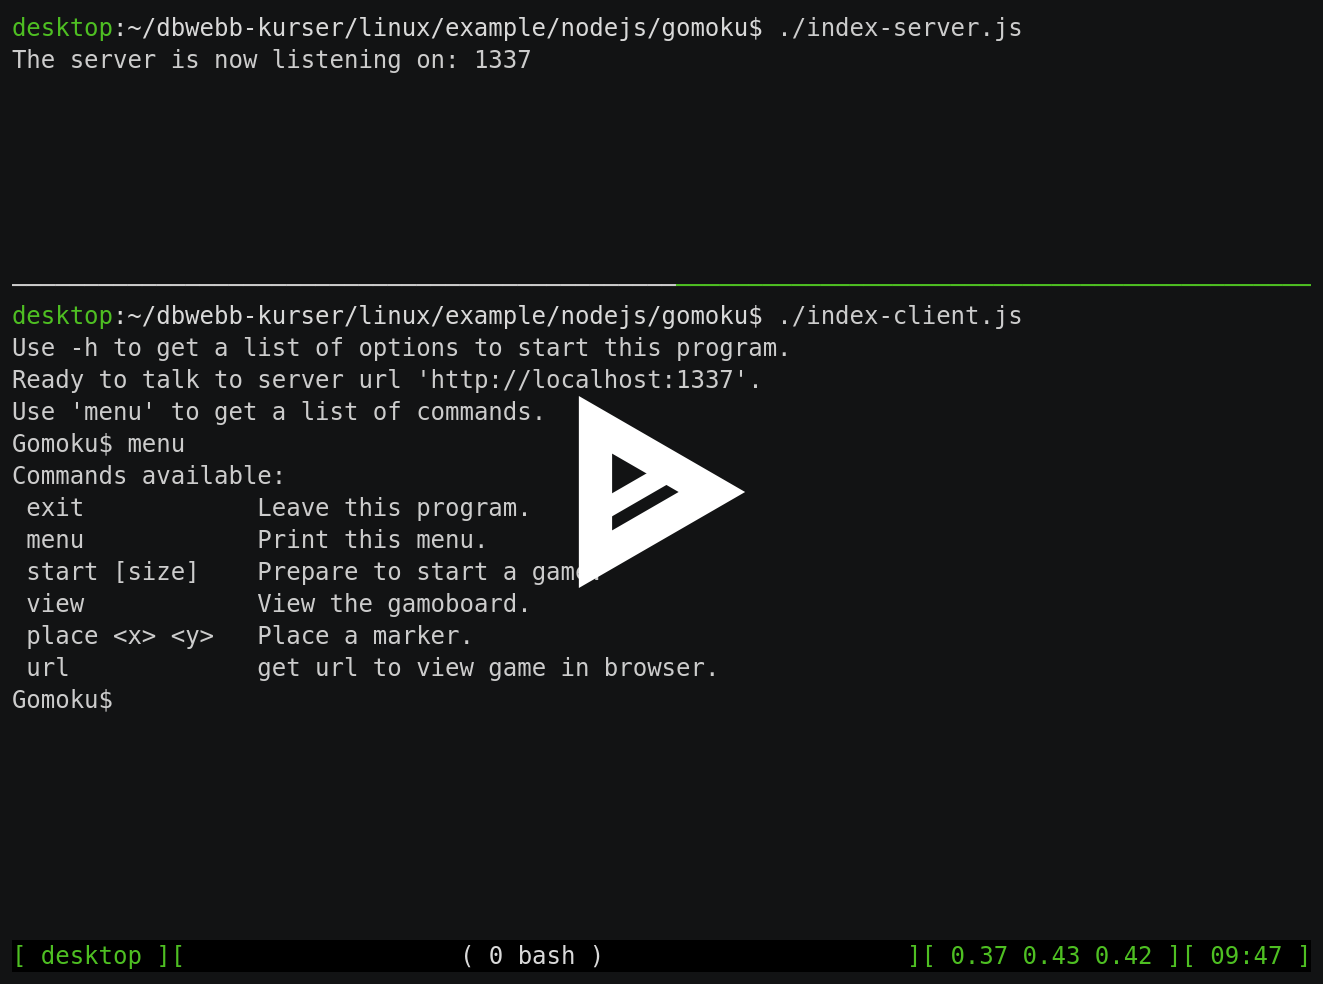 desktop:~/dbwebb-kurser/linux/example/nodejs/gomoku$ ./index-server.js
The server is now listening on: 1337
desktop:~/dbwebb-kurser/linux/example/nodejs/gomoku$ ./index-client.js
Use -h to get a list of options to start this program.
Ready to talk to server url 'http://localhost:1337'.
Use 'menu' to get a list of commands.
Gomoku$ menu
Commands available:
 exit            Leave this program.
 menu            Print this menu.
 start [size]    Prepare to start a game.
 view            View the gamoboard.
 place <x> <y>   Place a marker.
 url             get url to view game in browser.
Gomoku$
[ desktop ][ ( 0 bash ) ][ 0.37 0.43 0.42 ][ 09:47 ]